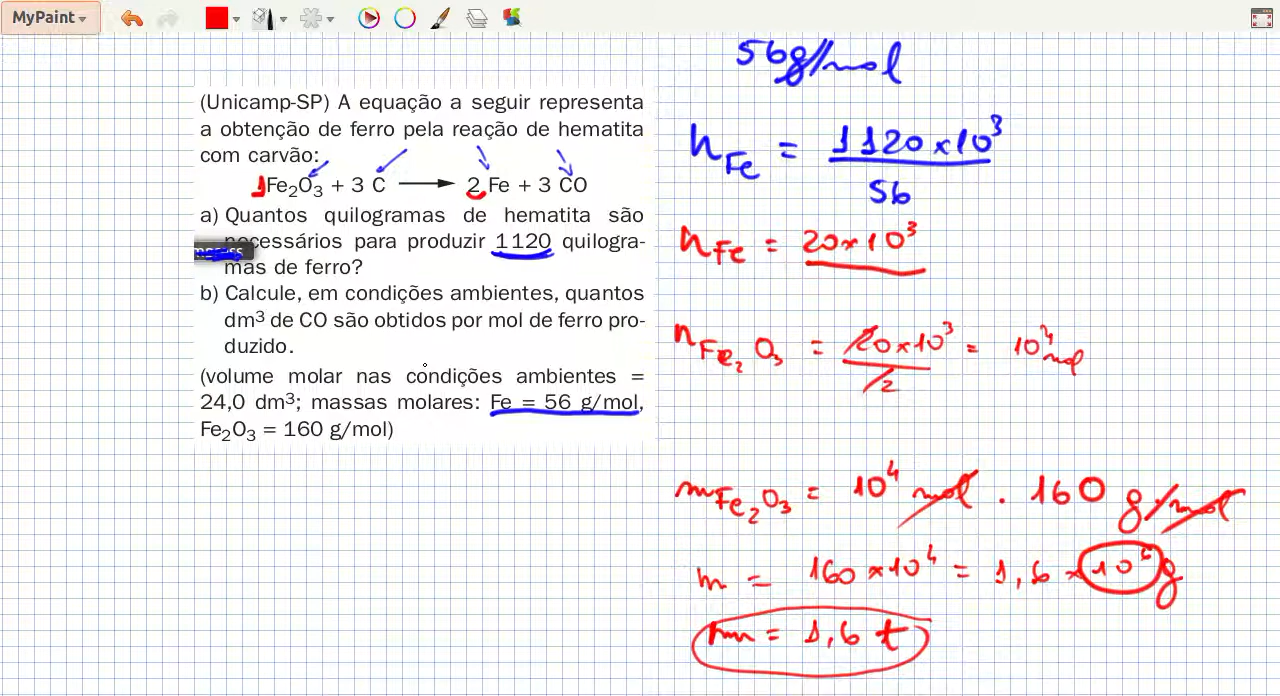 MyPaint
(Unicamp-SP) A equação a seguir representa
a obtenção de ferro pela reação de hematita
com carvão:
1Fe₂O₃ + 3 C ⟶ 2 Fe + 3 CO
a) Quantos quilogramas de hematita são
necessários para produzir 1120 quilogra-
mas de ferro?
b) Calcule, em condições ambientes, quantos
dm³ de CO são obtidos por mol de ferro pro-
duzido.
(volume molar nas condições ambientes =
24,0 dm³; massas molares: Fe = 56 g/mol,
Fe₂O₃ = 160 g/mol)
56g/mol
n Fe = 1120×10³
56
n Fe = 20×10³
n Fe₂O₃ = 20×10³ = 10⁴ mol
2
m Fe₂O₃ = 10⁴ mol . 160 g/mol
m = 160×10⁴ = 1,6 × 10⁶ g
m = 1,6 t